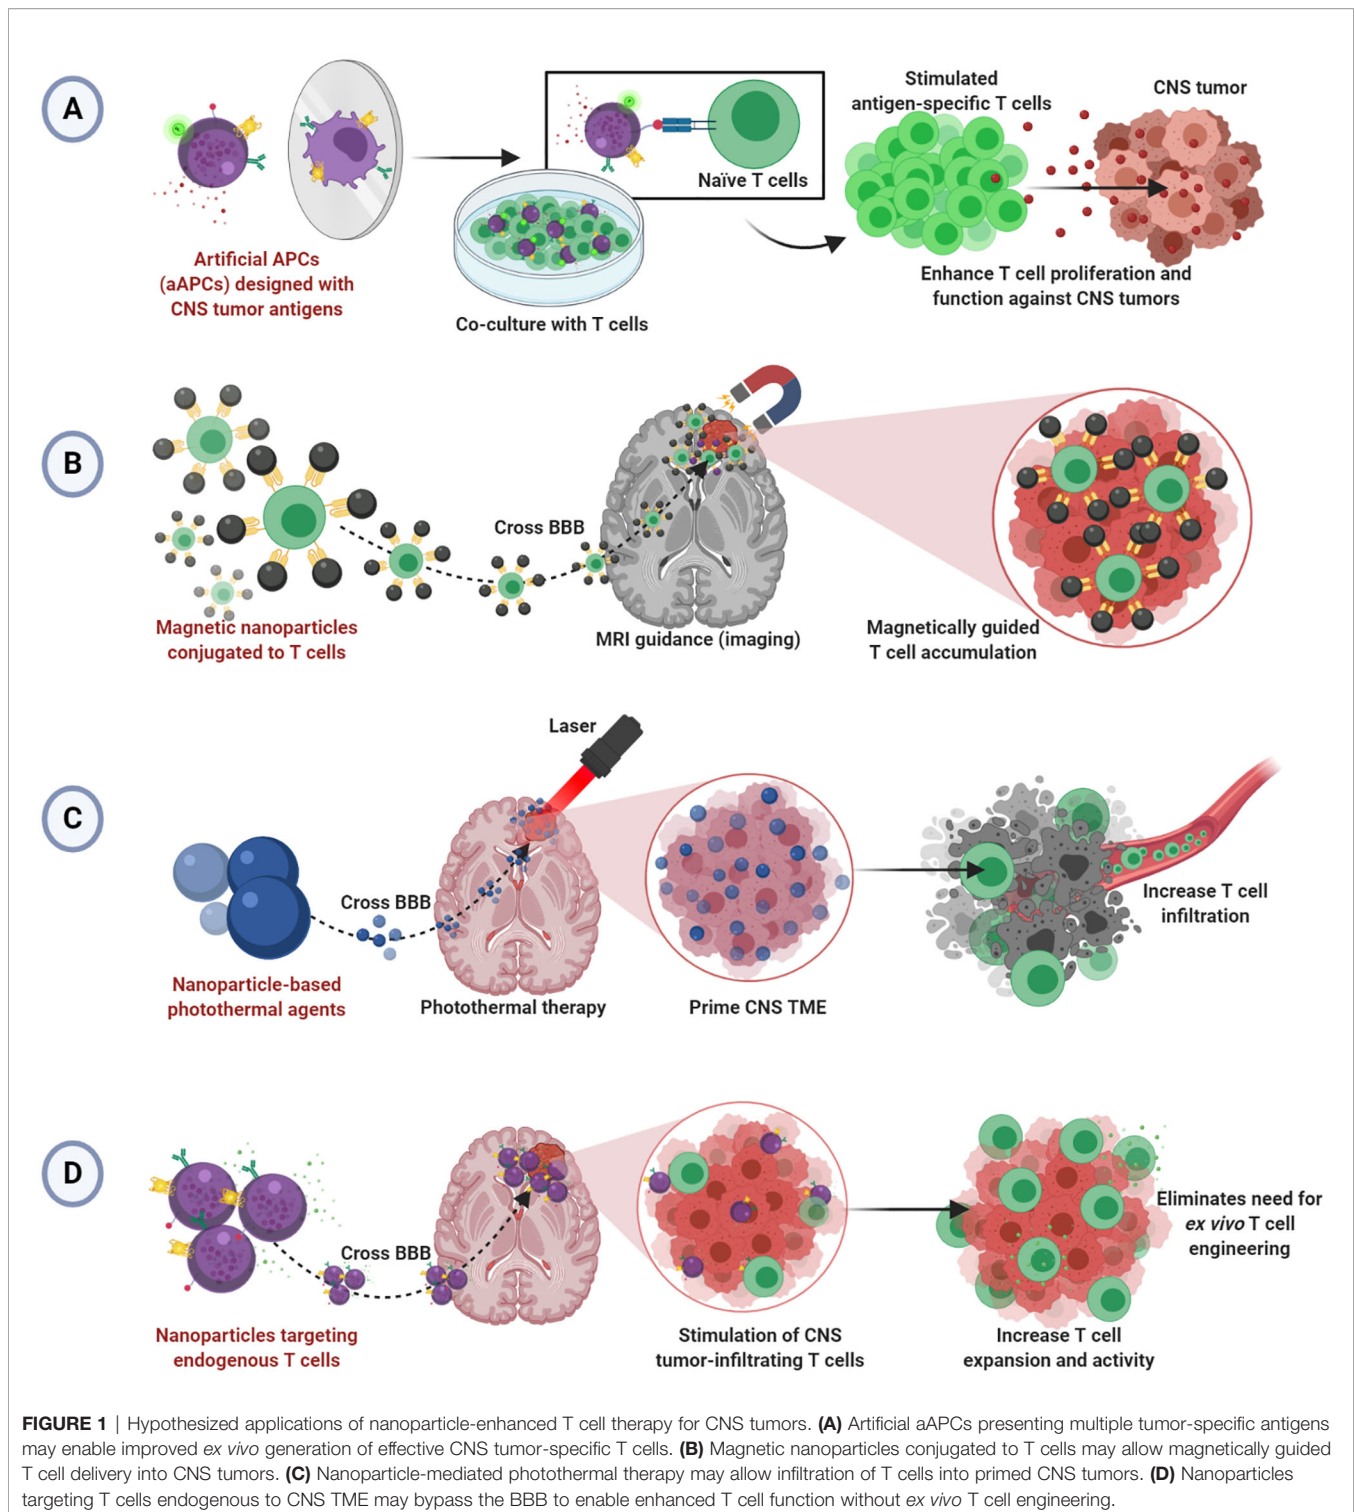 A
Artificial APCs
(aAPCs) designed with
CNS tumor antigens
Naïve T cells
Co-culture with T cells
Stimulated
antigen-specific T cells
CNS tumor
Enhance T cell proliferation and
function against CNS tumors
B
Magnetic nanoparticles
conjugated to T cells
Cross BBB
MRI guidance (imaging)
Magnetically guided
T cell accumulation
C
Nanoparticle-based
photothermal agents
Cross BBB
Laser
Photothermal therapy
Prime CNS TME
Increase T cell
infiltration
D
Nanoparticles targeting
endogenous T cells
Cross BBB
Stimulation of CNS
tumor-infiltrating T cells
Increase T cell
expansion and activity
Eliminates need for
ex vivo T cell
engineering
FIGURE 1 | Hypothesized applications of nanoparticle-enhanced T cell therapy for CNS tumors. (A) Artificial aAPCs presenting multiple tumor-specific antigens
may enable improved ex vivo generation of effective CNS tumor-specific T cells. (B) Magnetic nanoparticles conjugated to T cells may allow magnetically guided
T cell delivery into CNS tumors. (C) Nanoparticle-mediated photothermal therapy may allow infiltration of T cells into primed CNS tumors. (D) Nanoparticles
targeting T cells endogenous to CNS TME may bypass the BBB to enable enhanced T cell function without ex vivo T cell engineering.